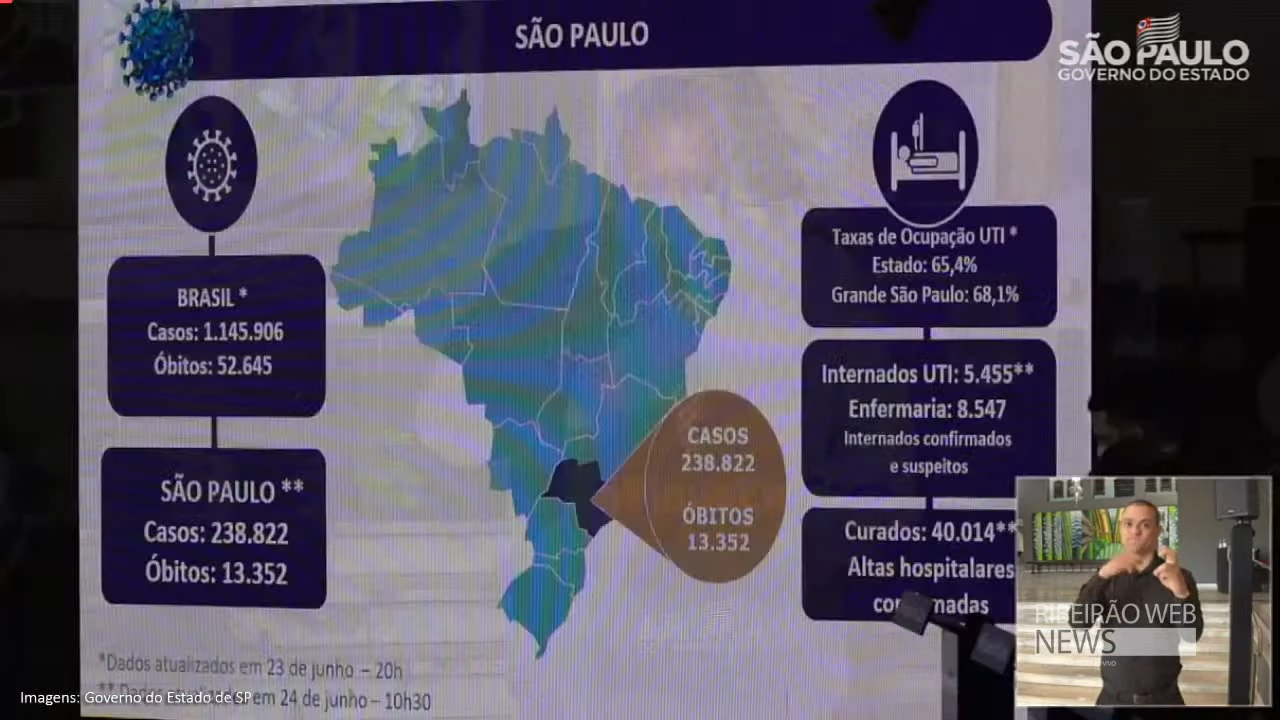 SÃO PAULO
SÃO PAULO
GOVERNO DO ESTADO
BRASIL *
Casos: 1.145.906
Óbitos: 52.645
SÃO PAULO **
Casos: 238.822
Óbitos: 13.352
CASOS
238.822
ÓBITOS
13.352
Taxas de Ocupação UTI *
Estado: 65,4%
Grande São Paulo: 68,1%
Internados UTI: 5.455**
Enfermaria: 8.547
Internados confirmados
e suspeitos
Curados: 40.014**
Altas hospitalares
*Dados atualizados em 23 de junho – 20h
** em 24 de junho – 10h30
Imagens: Governo do Estado de SP
RIBEIRÃO WEB
NEWS